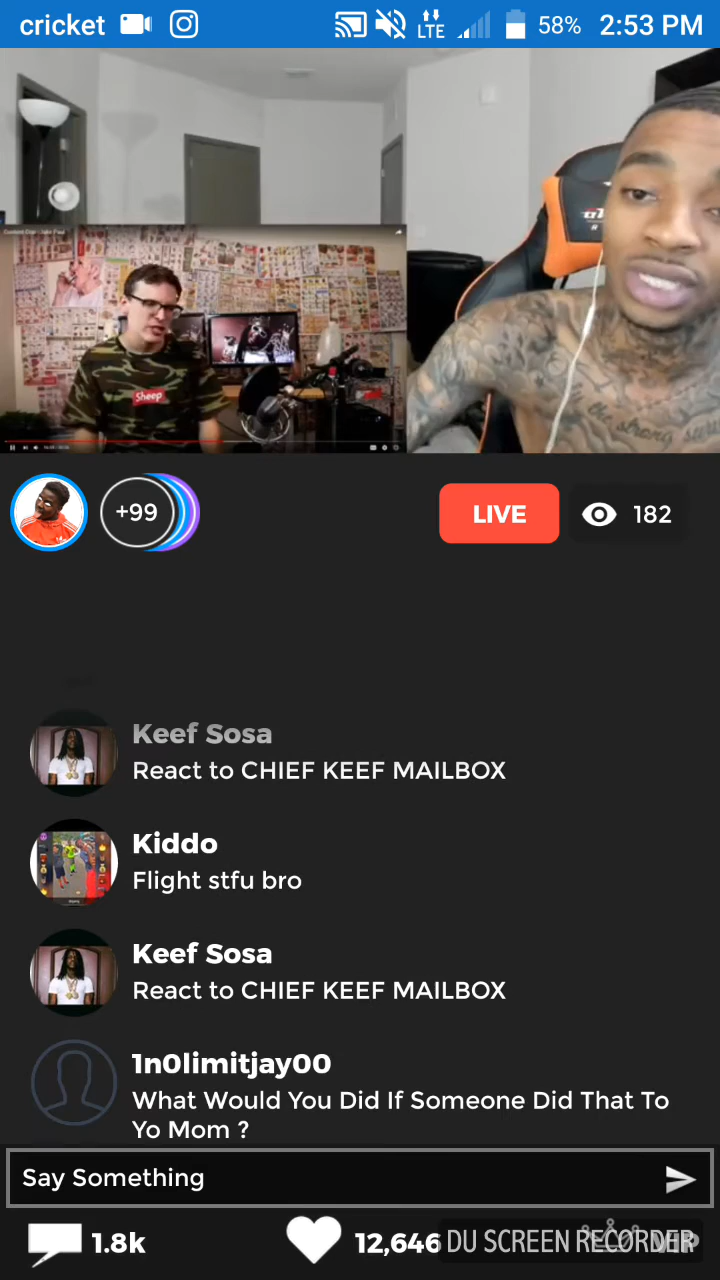 cricket LTE 58% 2:53 PM
Sheep
+99 LIVE 182
Keef Sosa
React to CHIEF KEEF MAILBOX
Kiddo
Flight stfu bro
Keef Sosa
React to CHIEF KEEF MAILBOX
1n0limitjay00
What Would You Did If Someone Did That To
Yo Mom ?
Say Something
1.8k 12,646 DU SCREEN RECORDER VIP